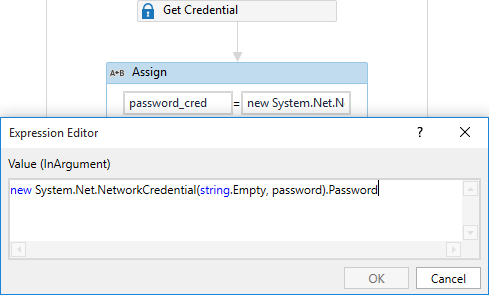 Get Credential
A+B Assign
password_cred = new System.Net.N
Expression Editor ? ×
Value (InArgument)
new System.Net.NetworkCredential(string.Empty, password).Password
OK Cancel